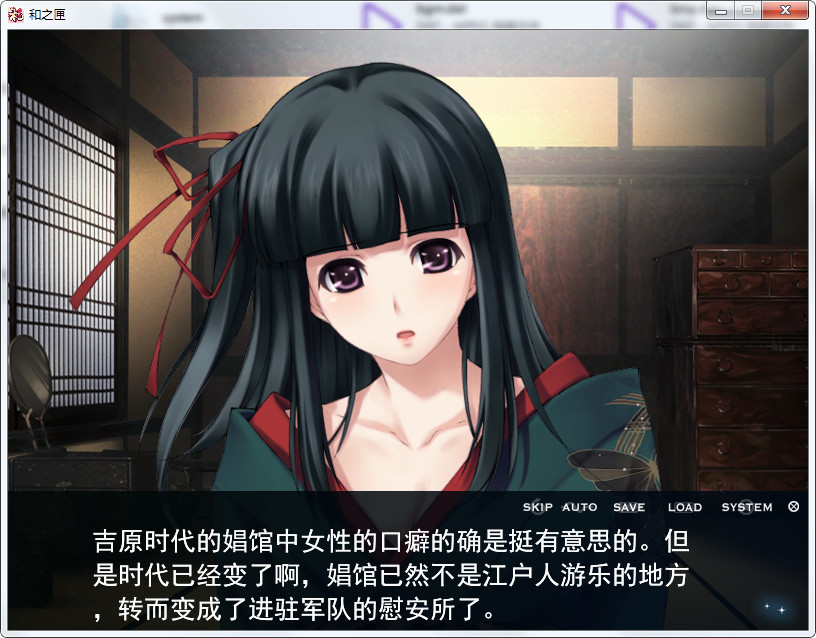 和之匣
system
SKIP AUTO SAVE LOAD SYSTEM
吉原时代的娼馆中女性的口癖的确是挺有意思的。但
是时代已经变了啊，娼馆已然不是江户人游乐的地方
，转而变成了进驻军队的慰安所了。